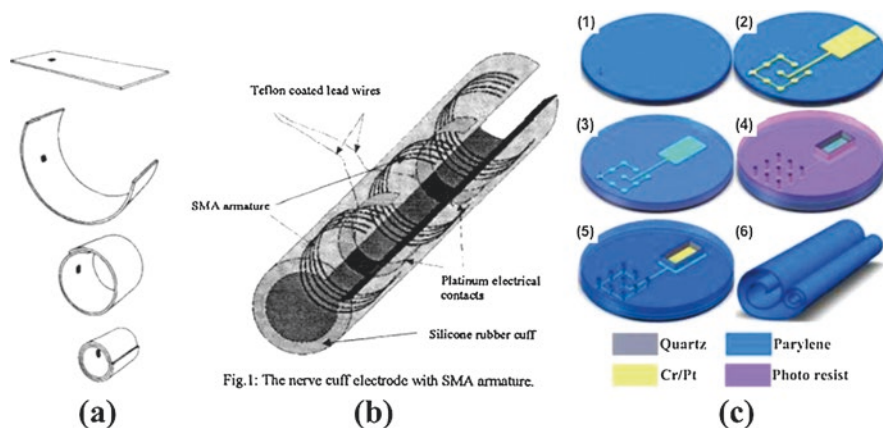 (1)
(2)
Teflon coated lead wires
(3)
(4)
SMA armature
(5)
(6)
Platinum electrical
contacts
Silicone rubber cuff
Quartz
Parylene
Cr/Pt
Photo resist
Fig.1: The nerve cuff electrode with SMA armature.
(a)
(b)
(c)